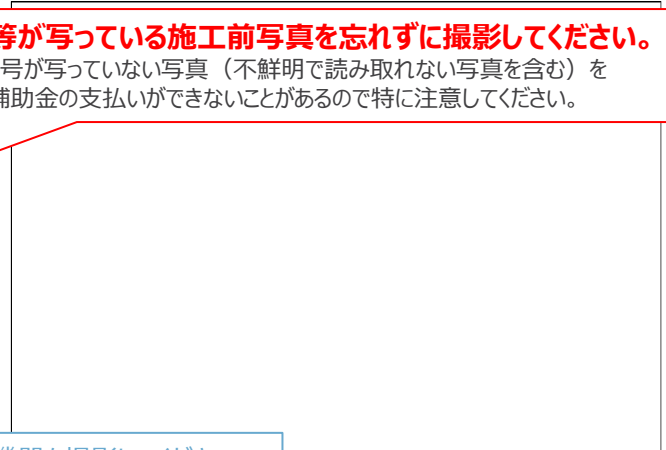 等が写っている施工前写真を忘れずに撮影してください。
号が写っていない写真（不鮮明で読み取れない写真を含む）を
補助金の支払いができないことがあるので特に注意してください。